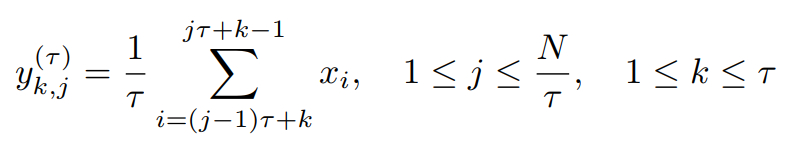 y_{k,j}^{(τ)} = \frac{1}{τ} \sum_{i=(j-1)τ+k}^{jτ+k-1} x_i, 1 ≤ j ≤ \frac{N}{τ}, 1 ≤ k ≤ τ